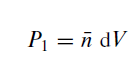 P₁ = n̄ dV